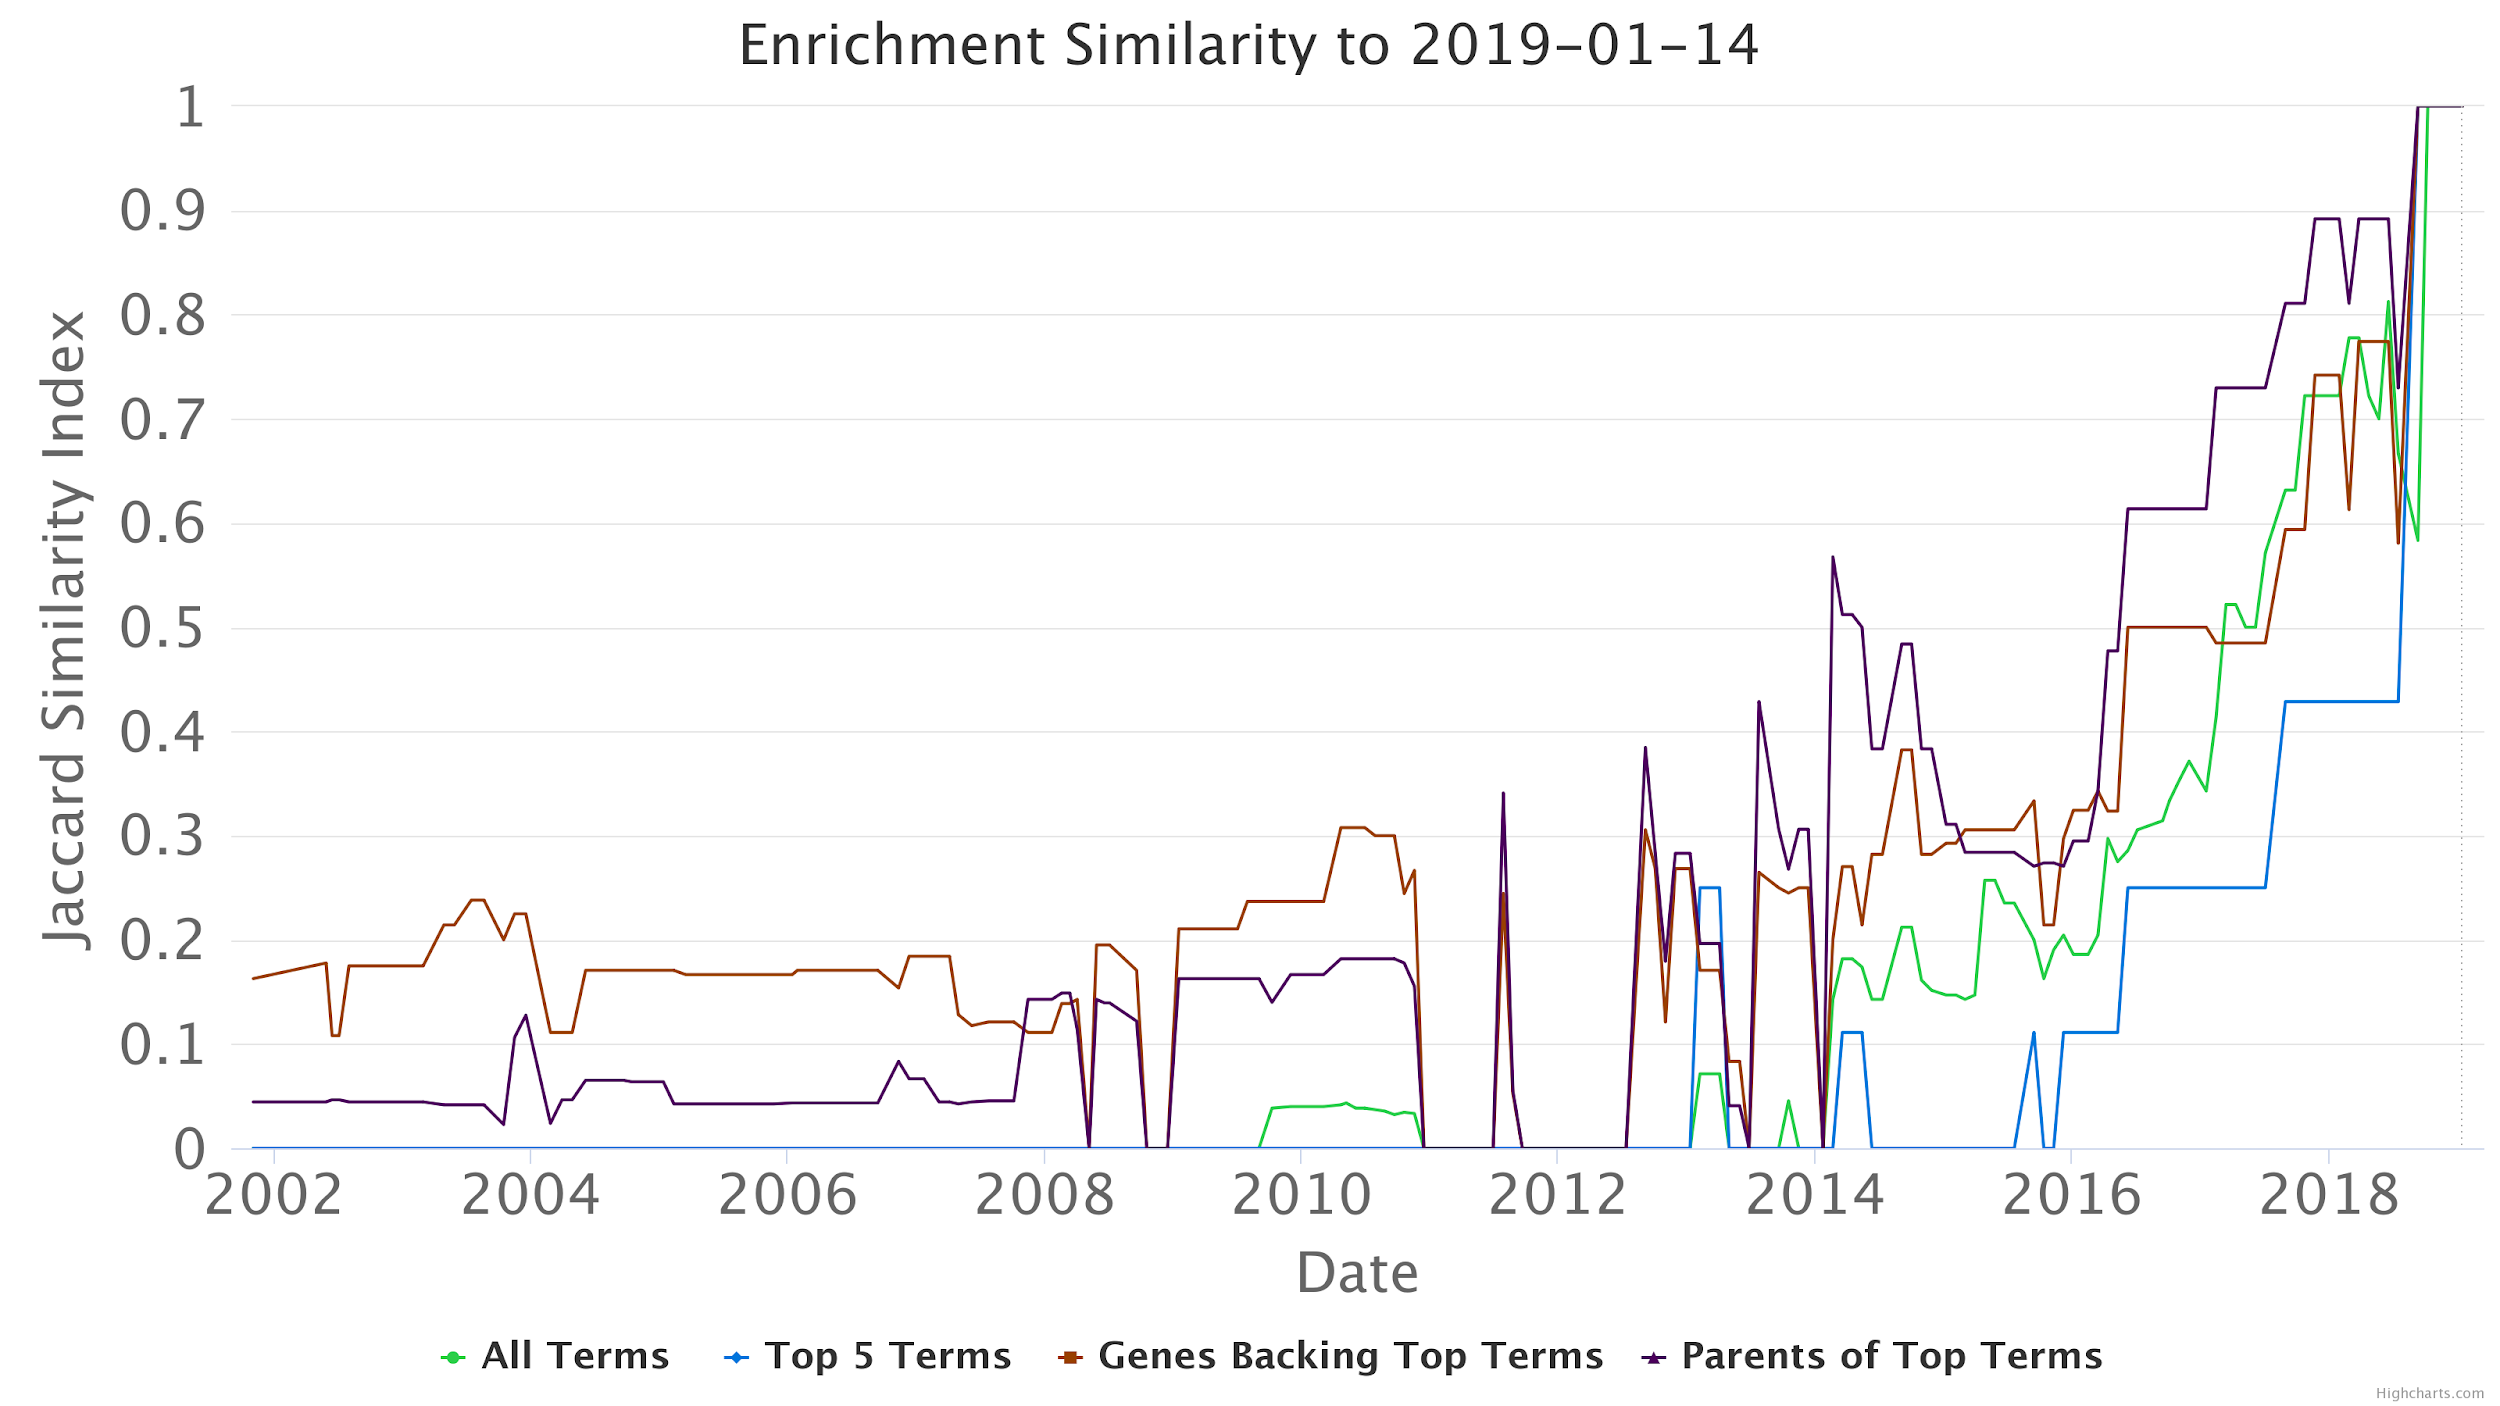 Enrichment Similarity to 2019-01-14
Jaccard Similarity Index
1
0.9
0.8
0.7
0.6
0.5
0.4
0.3
0.2
0.1
0
2002 2004 2006 2008 2010 2012 2014 2016 2018
Date
All Terms Top 5 Terms Genes Backing Top Terms Parents of Top Terms
Highcharts.com